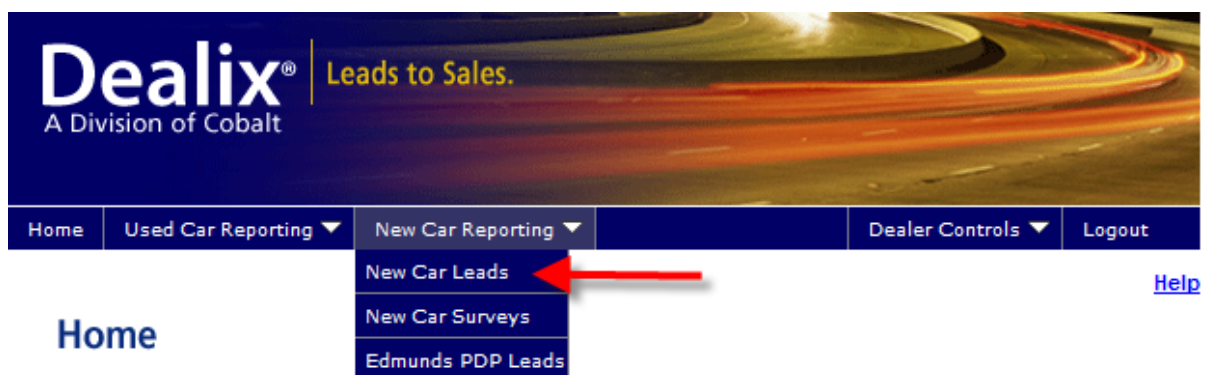 Dealix® Leads to Sales.
A Division of Cobalt
Home Used Car Reporting New Car Reporting Dealer Controls Logout
New Car Leads
Help
New Car Surveys
Home
Edmunds PDP Leads